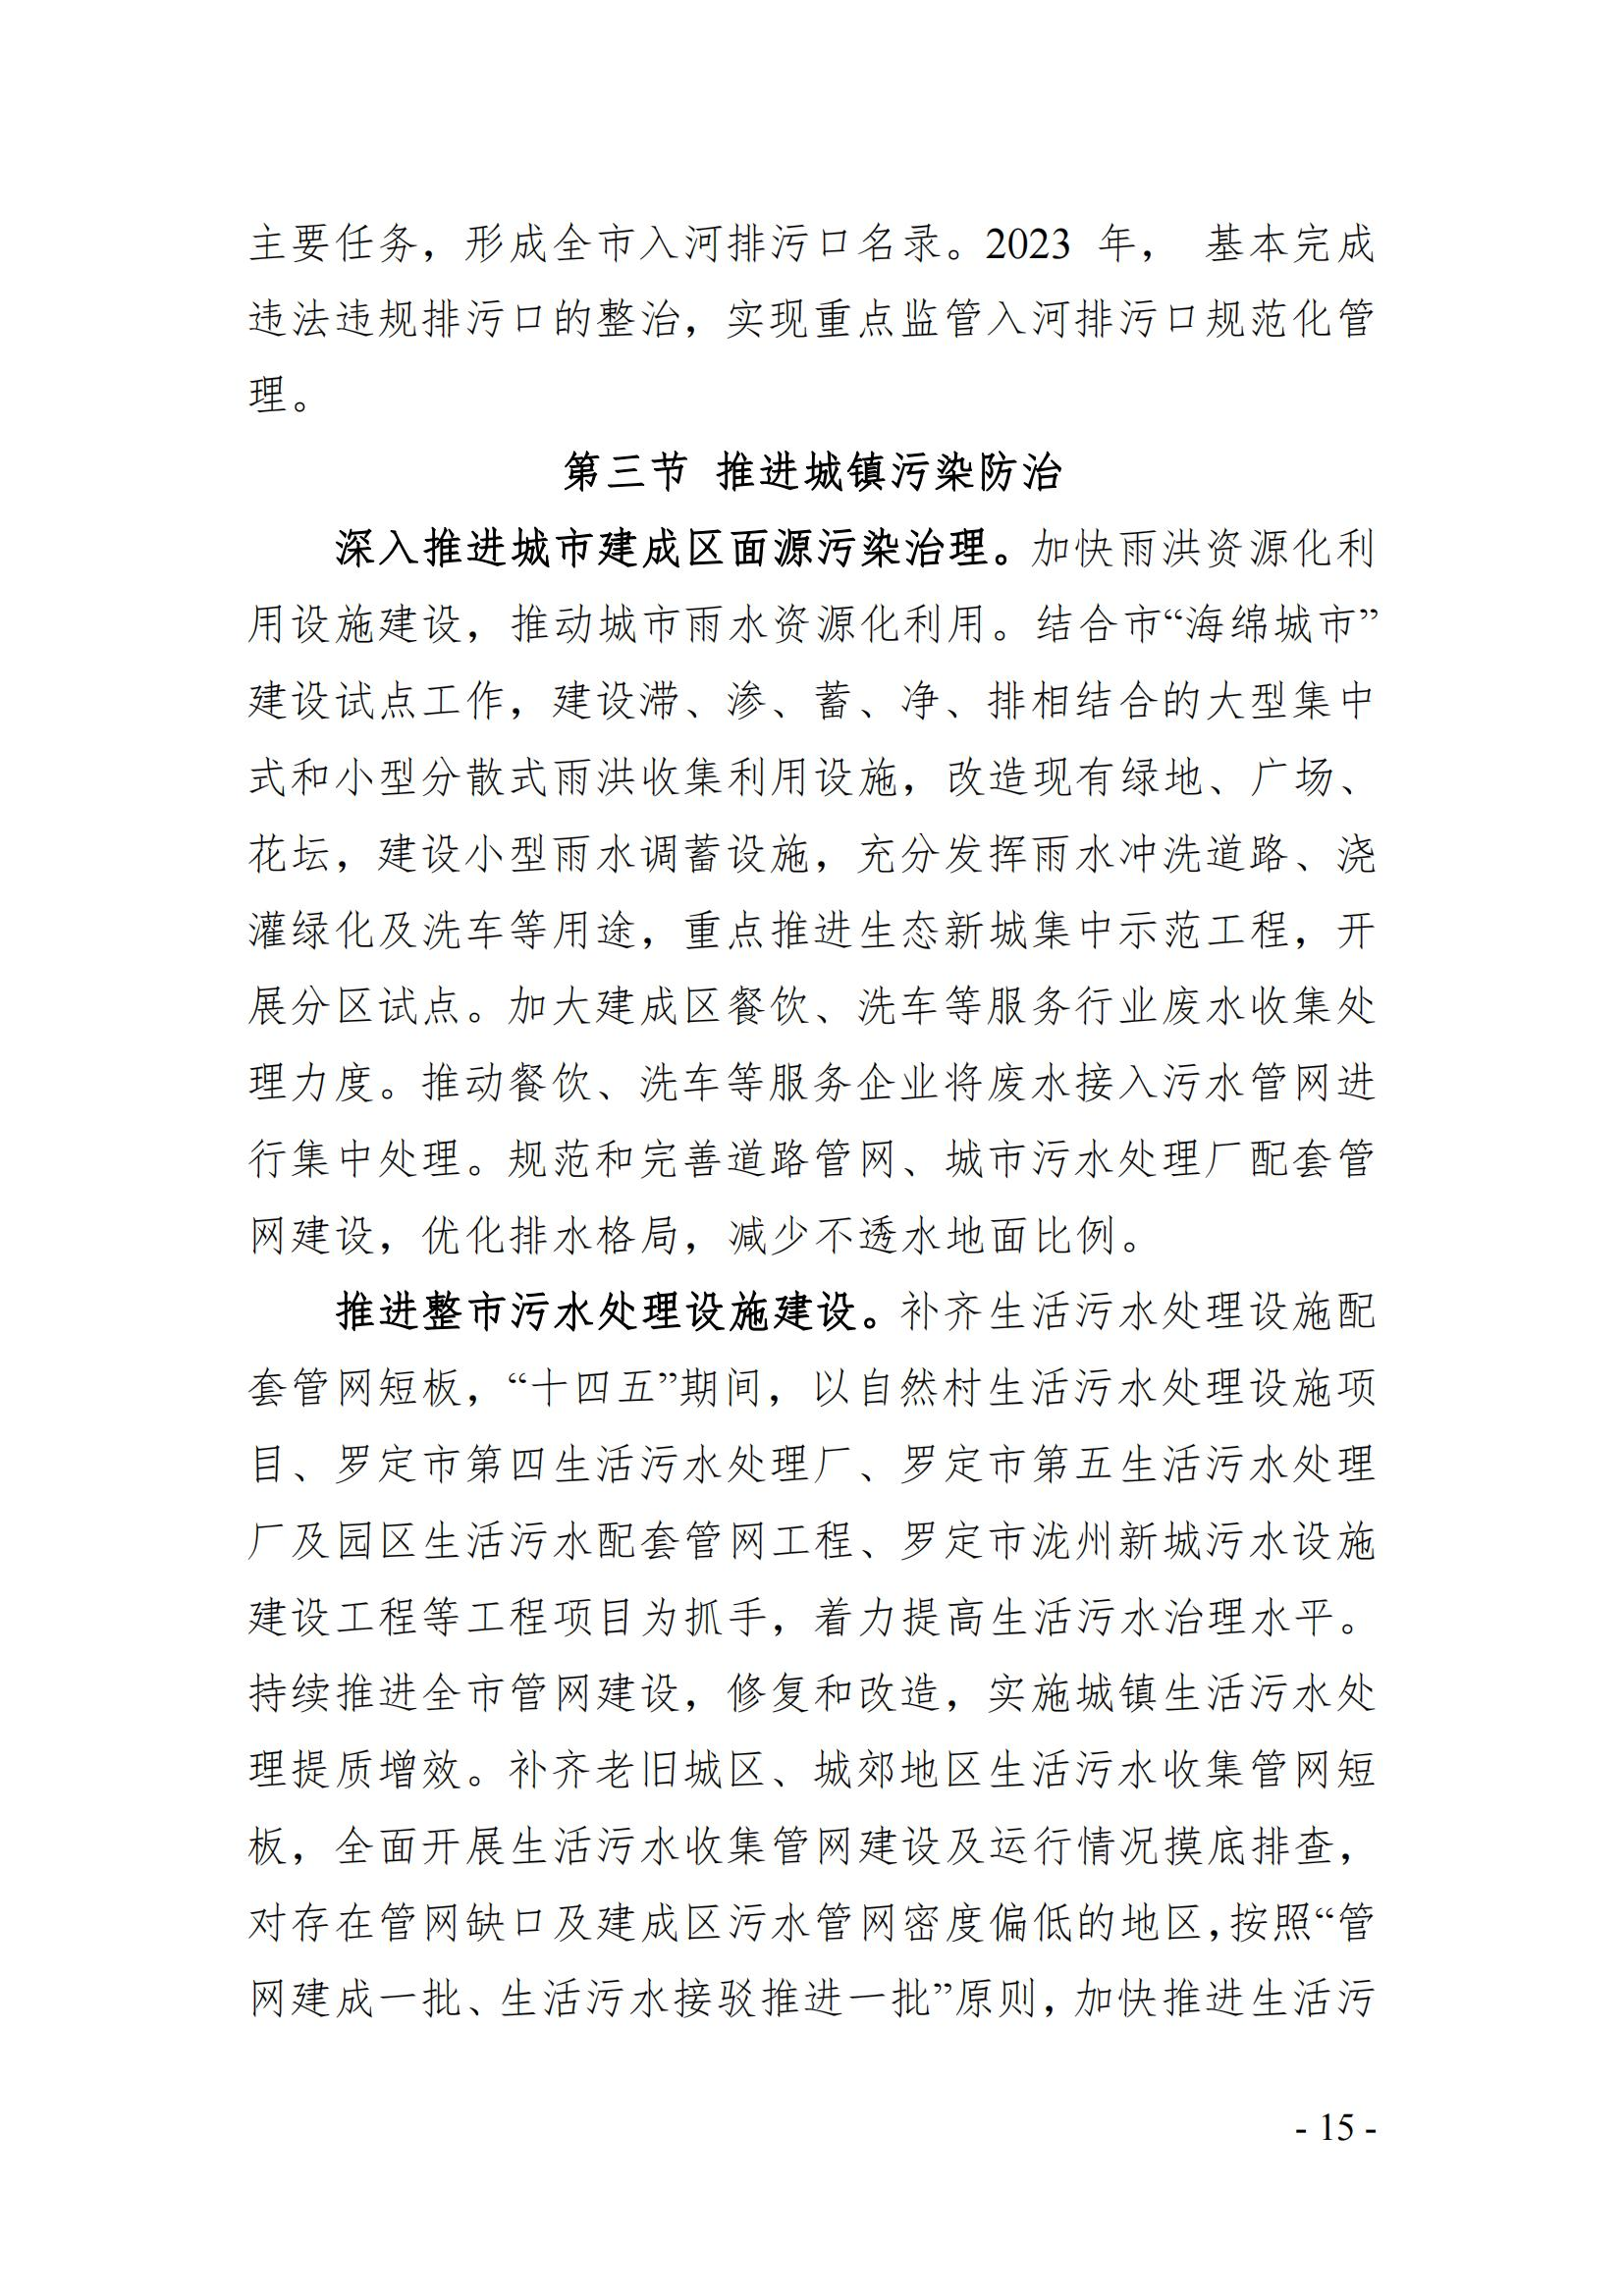 主要任务，形成全市入河排污口名录。2023 年， 基本完成
违法违规排污口的整治，实现重点监管入河排污口规范化管
理。
第三节 推进城镇污染防治
深入推进城市建成区面源污染治理。加快雨洪资源化利
用设施建设，推动城市雨水资源化利用。结合市“海绵城市”
建设试点工作，建设滞、渗、蓄、净、排相结合的大型集中
式和小型分散式雨洪收集利用设施，改造现有绿地、广场、
花坛，建设小型雨水调蓄设施，充分发挥雨水冲洗道路、浇
灌绿化及洗车等用途，重点推进生态新城集中示范工程，开
展分区试点。加大建成区餐饮、洗车等服务行业废水收集处
理力度。推动餐饮、洗车等服务企业将废水接入污水管网进
行集中处理。规范和完善道路管网、城市污水处理厂配套管
网建设，优化排水格局，减少不透水地面比例。
推进整市污水处理设施建设。补齐生活污水处理设施配
套管网短板，“十四五”期间，以自然村生活污水处理设施项
目、罗定市第四生活污水处理厂、罗定市第五生活污水处理
厂及园区生活污水配套管网工程、罗定市泷州新城污水设施
建设工程等工程项目为抓手，着力提高生活污水治理水平。
持续推进全市管网建设，修复和改造，实施城镇生活污水处
理提质增效。补齐老旧城区、城郊地区生活污水收集管网短
板，全面开展生活污水收集管网建设及运行情况摸底排查，
对存在管网缺口及建成区污水管网密度偏低的地区，按照“管
网建成一批、生活污水接驳推进一批”原则，加快推进生活污
- 15 -